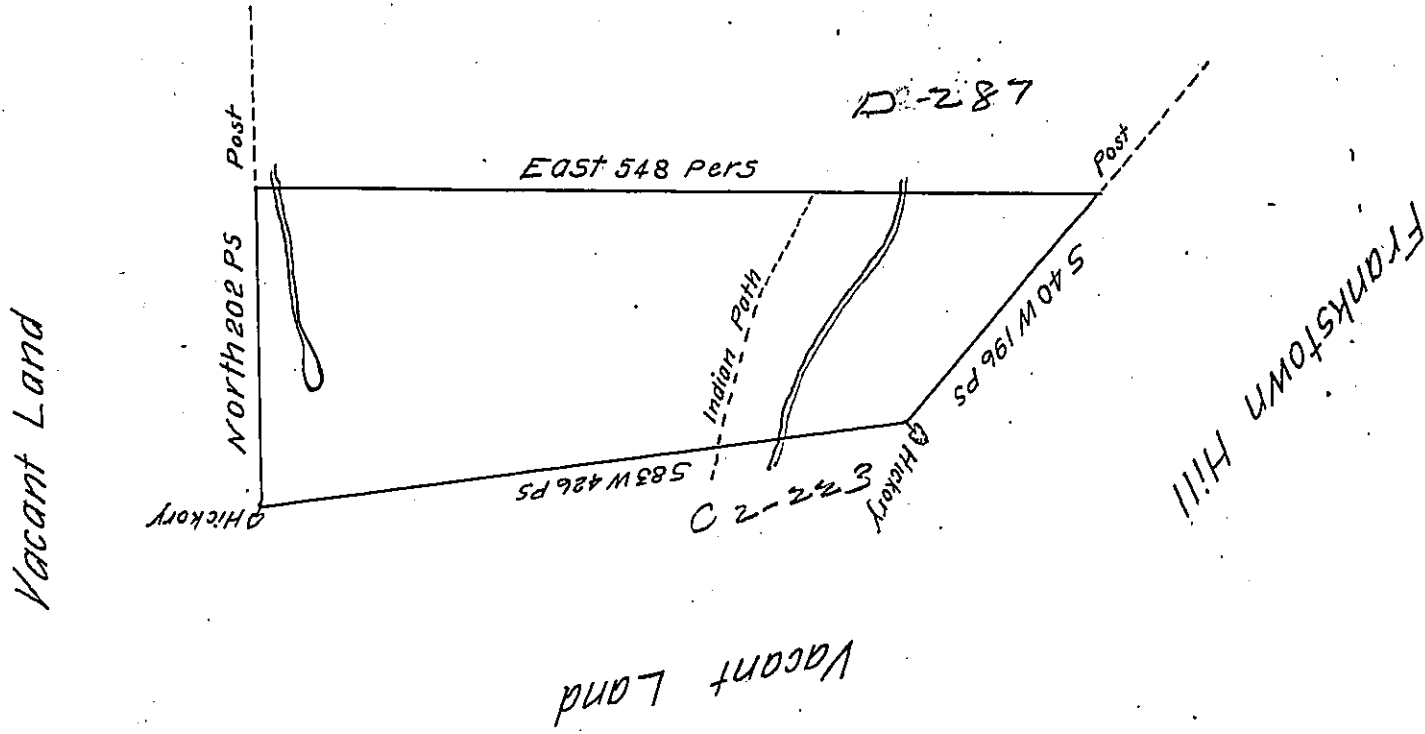 D-287
Post
Post
East 548 Pers
North 202 PS
Indian Path
S 40 W 196 PS
Frankstown Hill
Vacant Land
Hickory
S83W 426 PS
C 2-223
Hickory
Vacant Land